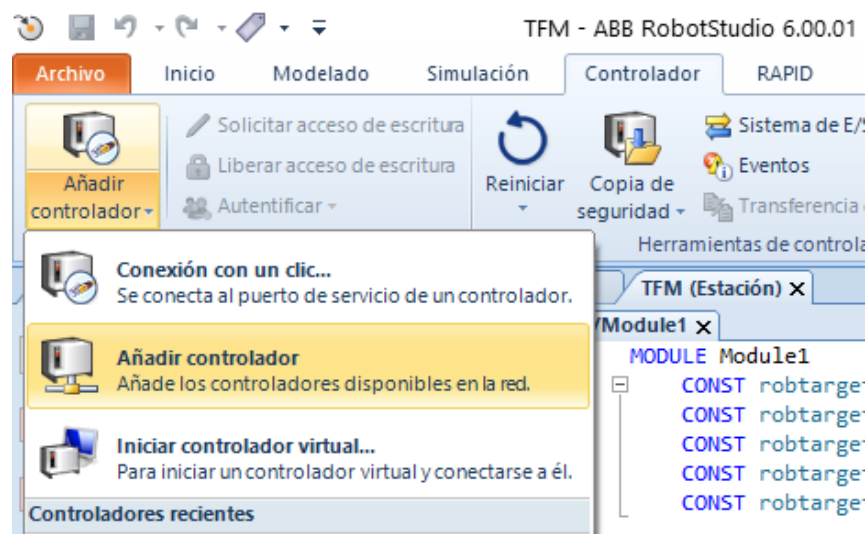 TFM - ABB RobotStudio 6.00.01
Archivo Inicio Modelado Simulación Controlador RAPID
Añadir controlador
Solicitar acceso de escritura
Liberar acceso de escritura
Autentificar
Reiniciar
Copia de seguridad
Sistema de E/S
Eventos
Transferencia
Herramientas de controla
Conexión con un clic...
Se conecta al puerto de servicio de un controlador.
Añadir controlador
Añade los controladores disponibles en la red.
Iniciar controlador virtual...
Para iniciar un controlador virtual y conectarse a él.
Controladores recientes
TFM (Estación)
/Module1
MODULE Module1
CONST robtarget
CONST robtarget
CONST robtarget
CONST robtarget
CONST robtarget